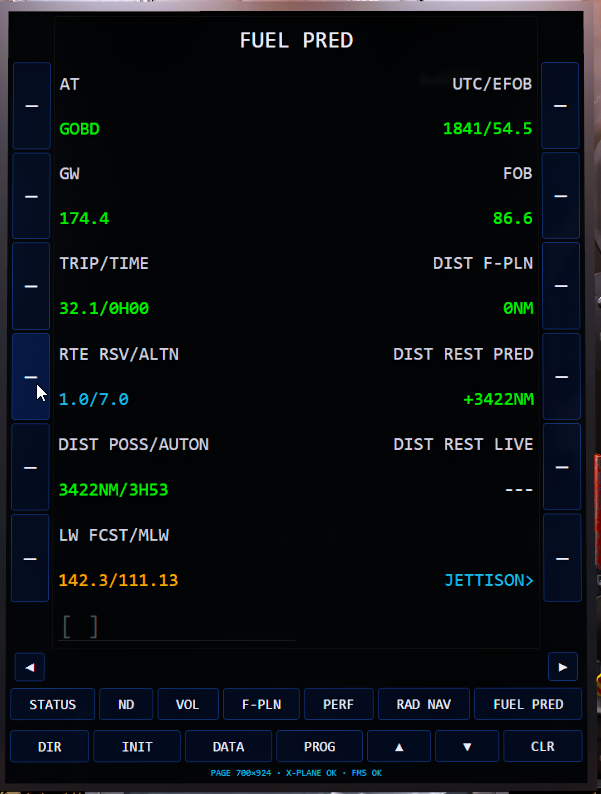 FUEL PRED
AT UTC/EFOB
GOBD 1841/54.5
GW FOB
174.4 86.6
TRIP/TIME DIST F-PLN
32.1/0H00 0NM
RTE RSV/ALTN DIST REST PRED
1.0/7.0 +3422NM
DIST POSS/AUTON DIST REST LIVE
3422NM/3H53 ---
LW FCST/MLW
142.3/111.13 JETTISON>
[ ]
◀ ▶
STATUS ND VOL F-PLN PERF RAD NAV FUEL PRED
DIR INIT DATA PROG ▲ ▼ CLR
PAGE 700×924 · X-PLANE OK · FMS OK